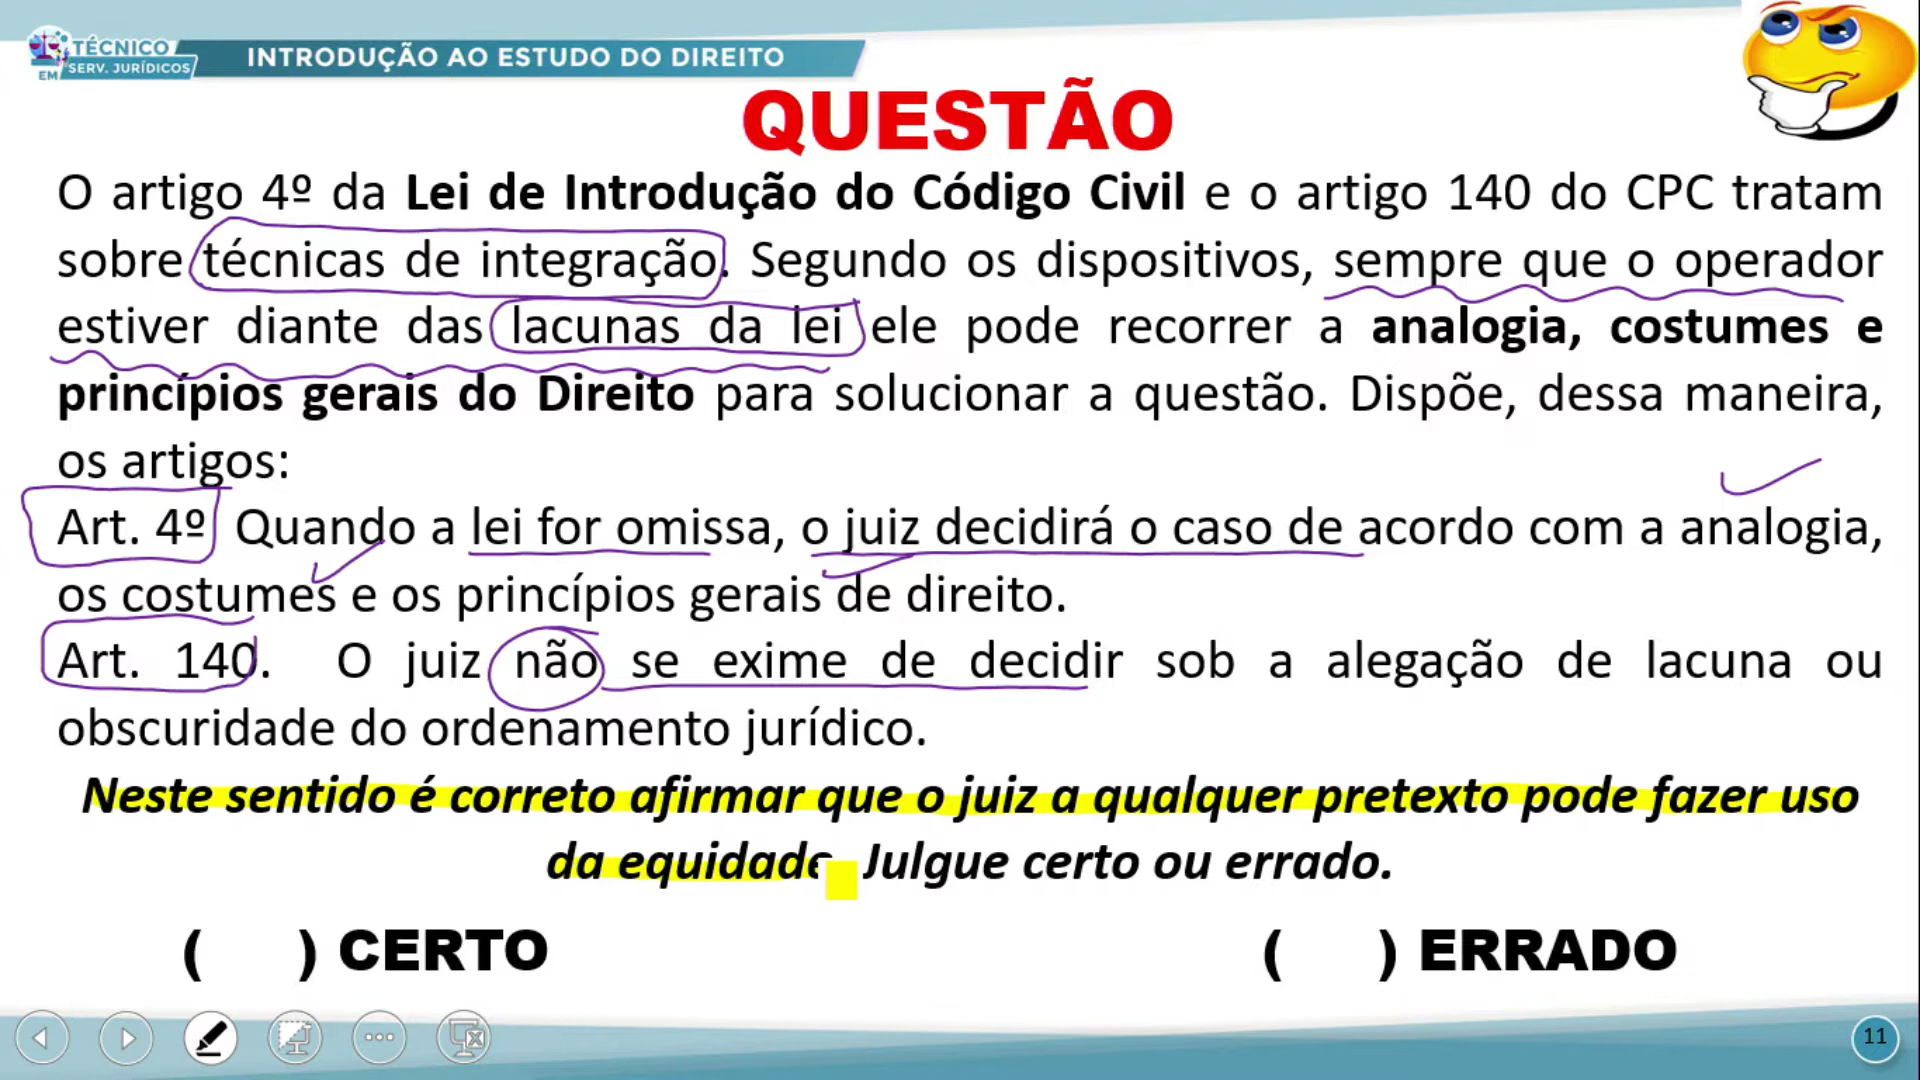 TÉCNICO
EM SERV. JURÍDICOS
INTRODUÇÃO AO ESTUDO DO DIREITO
QUESTÃO
O artigo 4º da Lei de Introdução do Código Civil e o artigo 140 do CPC tratam
sobre técnicas de integração. Segundo os dispositivos, sempre que o operador
estiver diante das lacunas da lei ele pode recorrer a analogia, costumes e
princípios gerais do Direito para solucionar a questão. Dispõe, dessa maneira,
os artigos:
Art. 4º Quando a lei for omissa, o juiz decidirá o caso de acordo com a analogia,
os costumes e os princípios gerais de direito.
Art. 140. O juiz não se exime de decidir sob a alegação de lacuna ou
obscuridade do ordenamento jurídico.
Neste sentido é correto afirmar que o juiz a qualquer pretexto pode fazer uso
da equidade Julgue certo ou errado.
( ) CERTO ( ) ERRADO
11